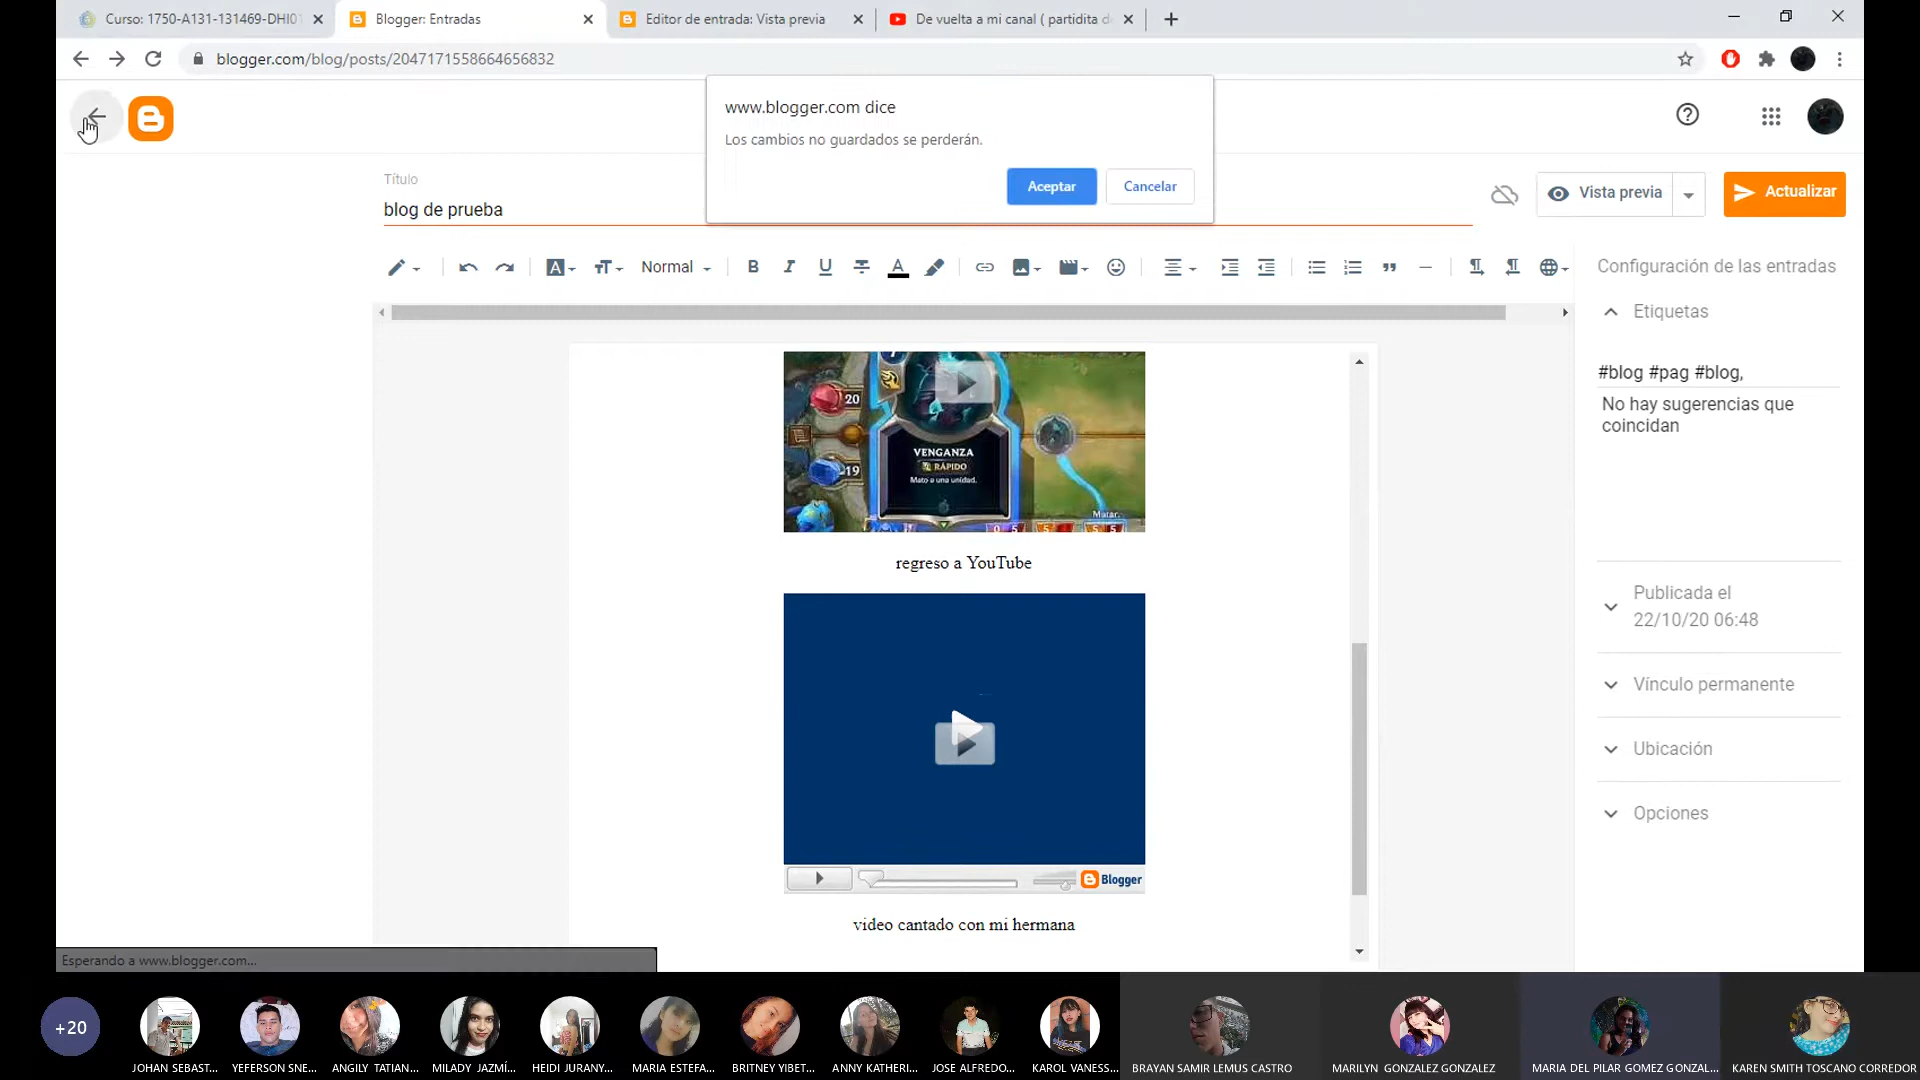 Curso: 1750-A131-131469-DHI01
Blogger: Entradas
Editor de entrada: Vista previa
De vuelta a mi canal ( partidita d
blogger.com/blog/posts/2047171558664656832
www.blogger.com dice
Los cambios no guardados se perderán.
Aceptar
Cancelar
Título
blog de prueba
Vista previa
Actualizar
Normal
Configuración de las entradas
Etiquetas
#blog #pag #blog,
No hay sugerencias que
coincidan
20
VENGANZA
RÁPIDO
19
Mata a una unidad.
Matar.
regreso a YouTube
Publicada el
22/10/20 06:48
Vínculo permanente
Ubicación
Opciones
Blogger
video cantado con mi hermana
Esperando a www.blogger.com...
+20
JOHAN SEBAST...
YEFERSON SNE...
ANGILY TATIAN...
MILADY JAZMÍ...
HEIDI JURANY...
MARIA ESTEFA...
BRITNEY YIBET...
ANNY KATHERI...
JOSE ALFREDO...
KAROL VANESS...
BRAYAN SAMIR LEMUS CASTRO
MARILYN GONZALEZ GONZALEZ
MARIA DEL PILAR GOMEZ GONZAL...
KAREN SMITH TOSCANO CORREDOR